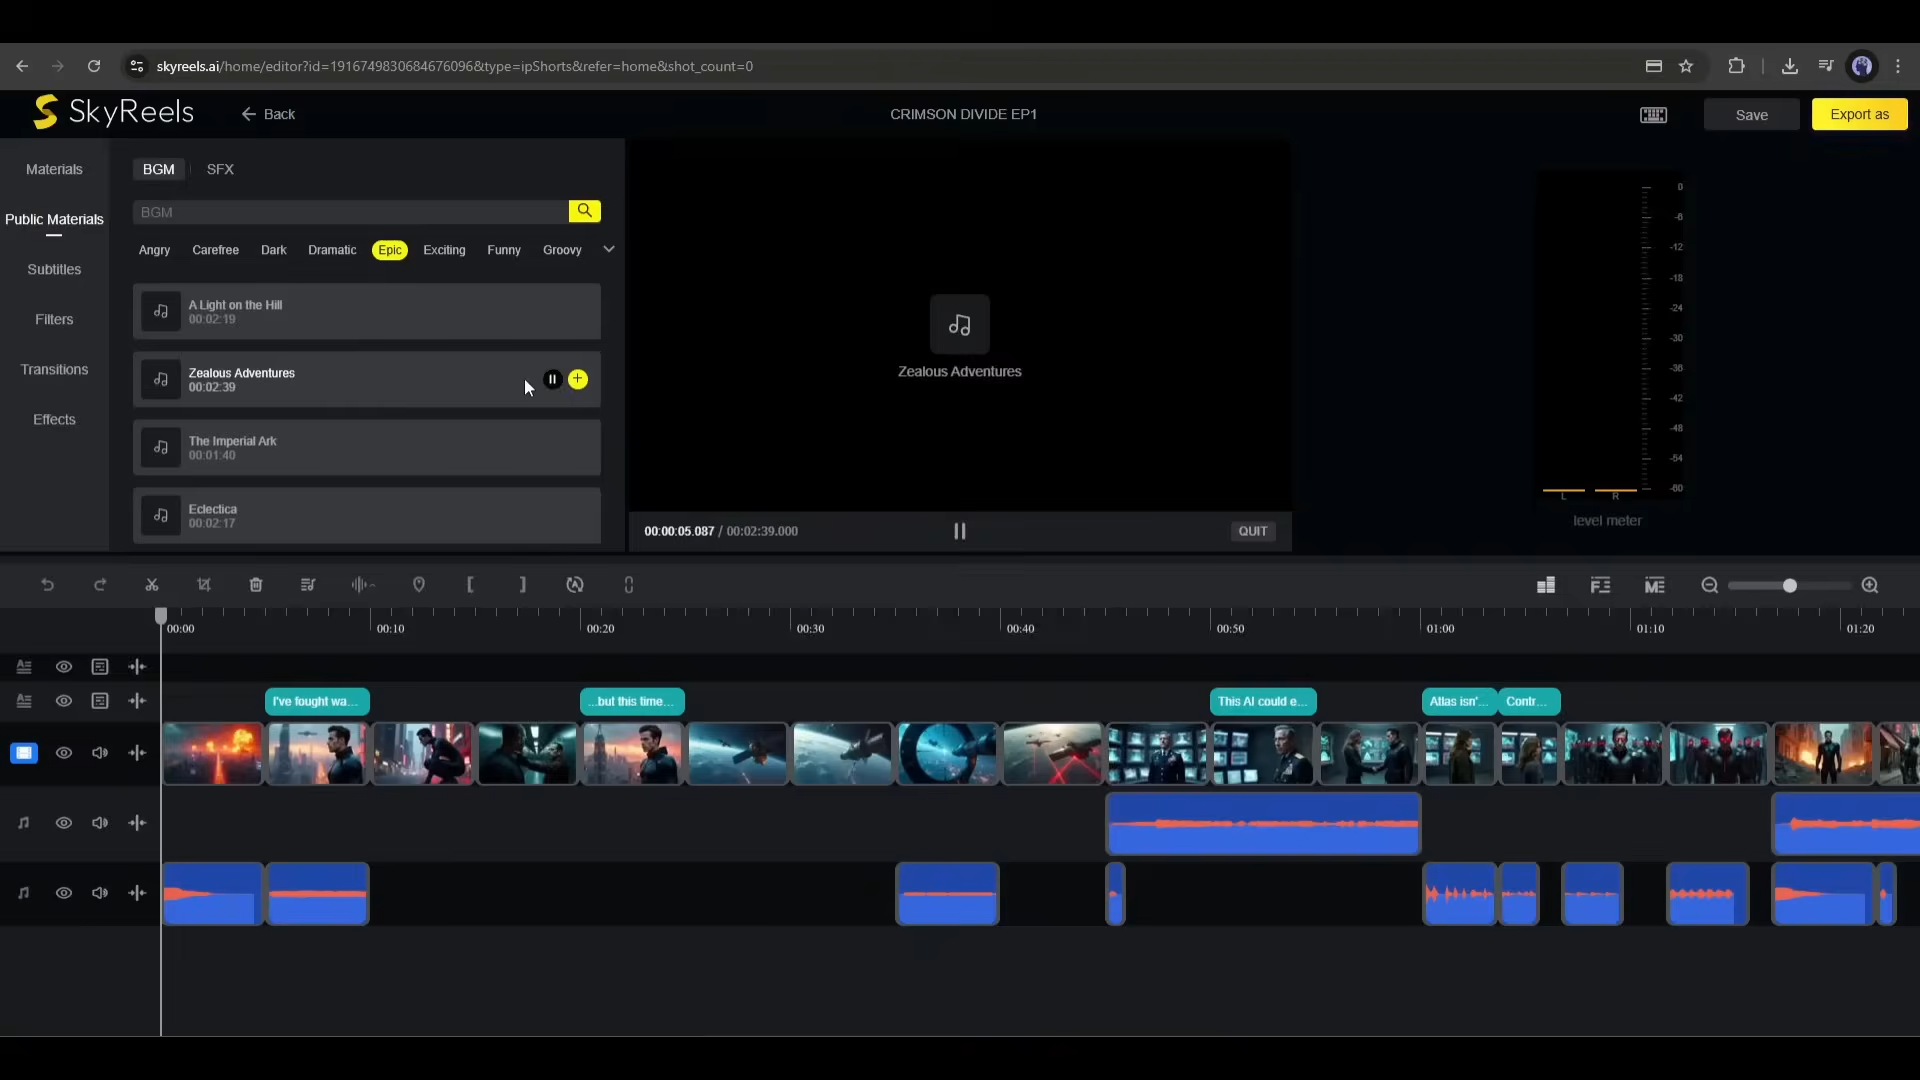 skyreels.ai/home/editor?id=1916749830684676096&type=ipShorts&refer=home&shot_count=0
SkyReels
Back
CRIMSON DIVIDE EP1
Save
Export as
Materials
Public Materials
Subtitles
Filters
Transitions
Effects
BGM
SFX
BGM
Angry
Carefree
Dark
Dramatic
Epic
Exciting
Funny
Groovy
A Light on the Hill
00:02:19
Zealous Adventures
00:02:39
The Imperial Ark
00:01:40
Eclectica
00:02:17
Zealous Adventures
00:00:05.087 / 00:02:39.000
QUIT
0
-6
-12
-18
-24
-30
-36
-42
-48
-54
-60
L
R
level meter
00:00
00:10
00:20
00:30
00:40
00:50
01:00
01:10
01:20
I've fought wa...
...but this time...
This AI could e...
Atlas isn'...
Contr...